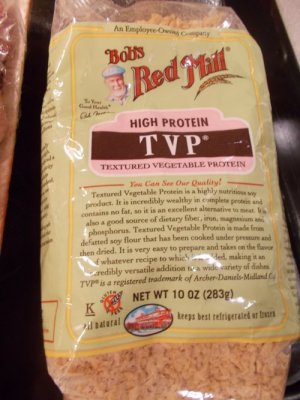 An Employee-Owned Company
Bob's
Red Mill®
To Your
Good Health
HIGH PROTEIN
TVP®
TEXTURED VEGETABLE PROTEIN
You Can See Our Quality!
Textured Vegetable Protein is a highly nutritious soy
product. It is incredibly wealthy in complete protein and
contains no fat, so it is an excellent alternative to meat. It is
also a good source of dietary fiber, iron, magnesium and
phosphorus. Textured Vegetable Protein is made from
defatted soy flour that has been cooked under pressure and
then dried. It is very easy to prepare and takes on the flavor
of whatever recipe to which added, making it an
incredibly versatile addition to a wide variety of dishes.
TVP® is a registered trademark of Archer-Daniels-Midland
K
NET WT 10 OZ (283g)
all natural
keeps best refrigerated or frozen